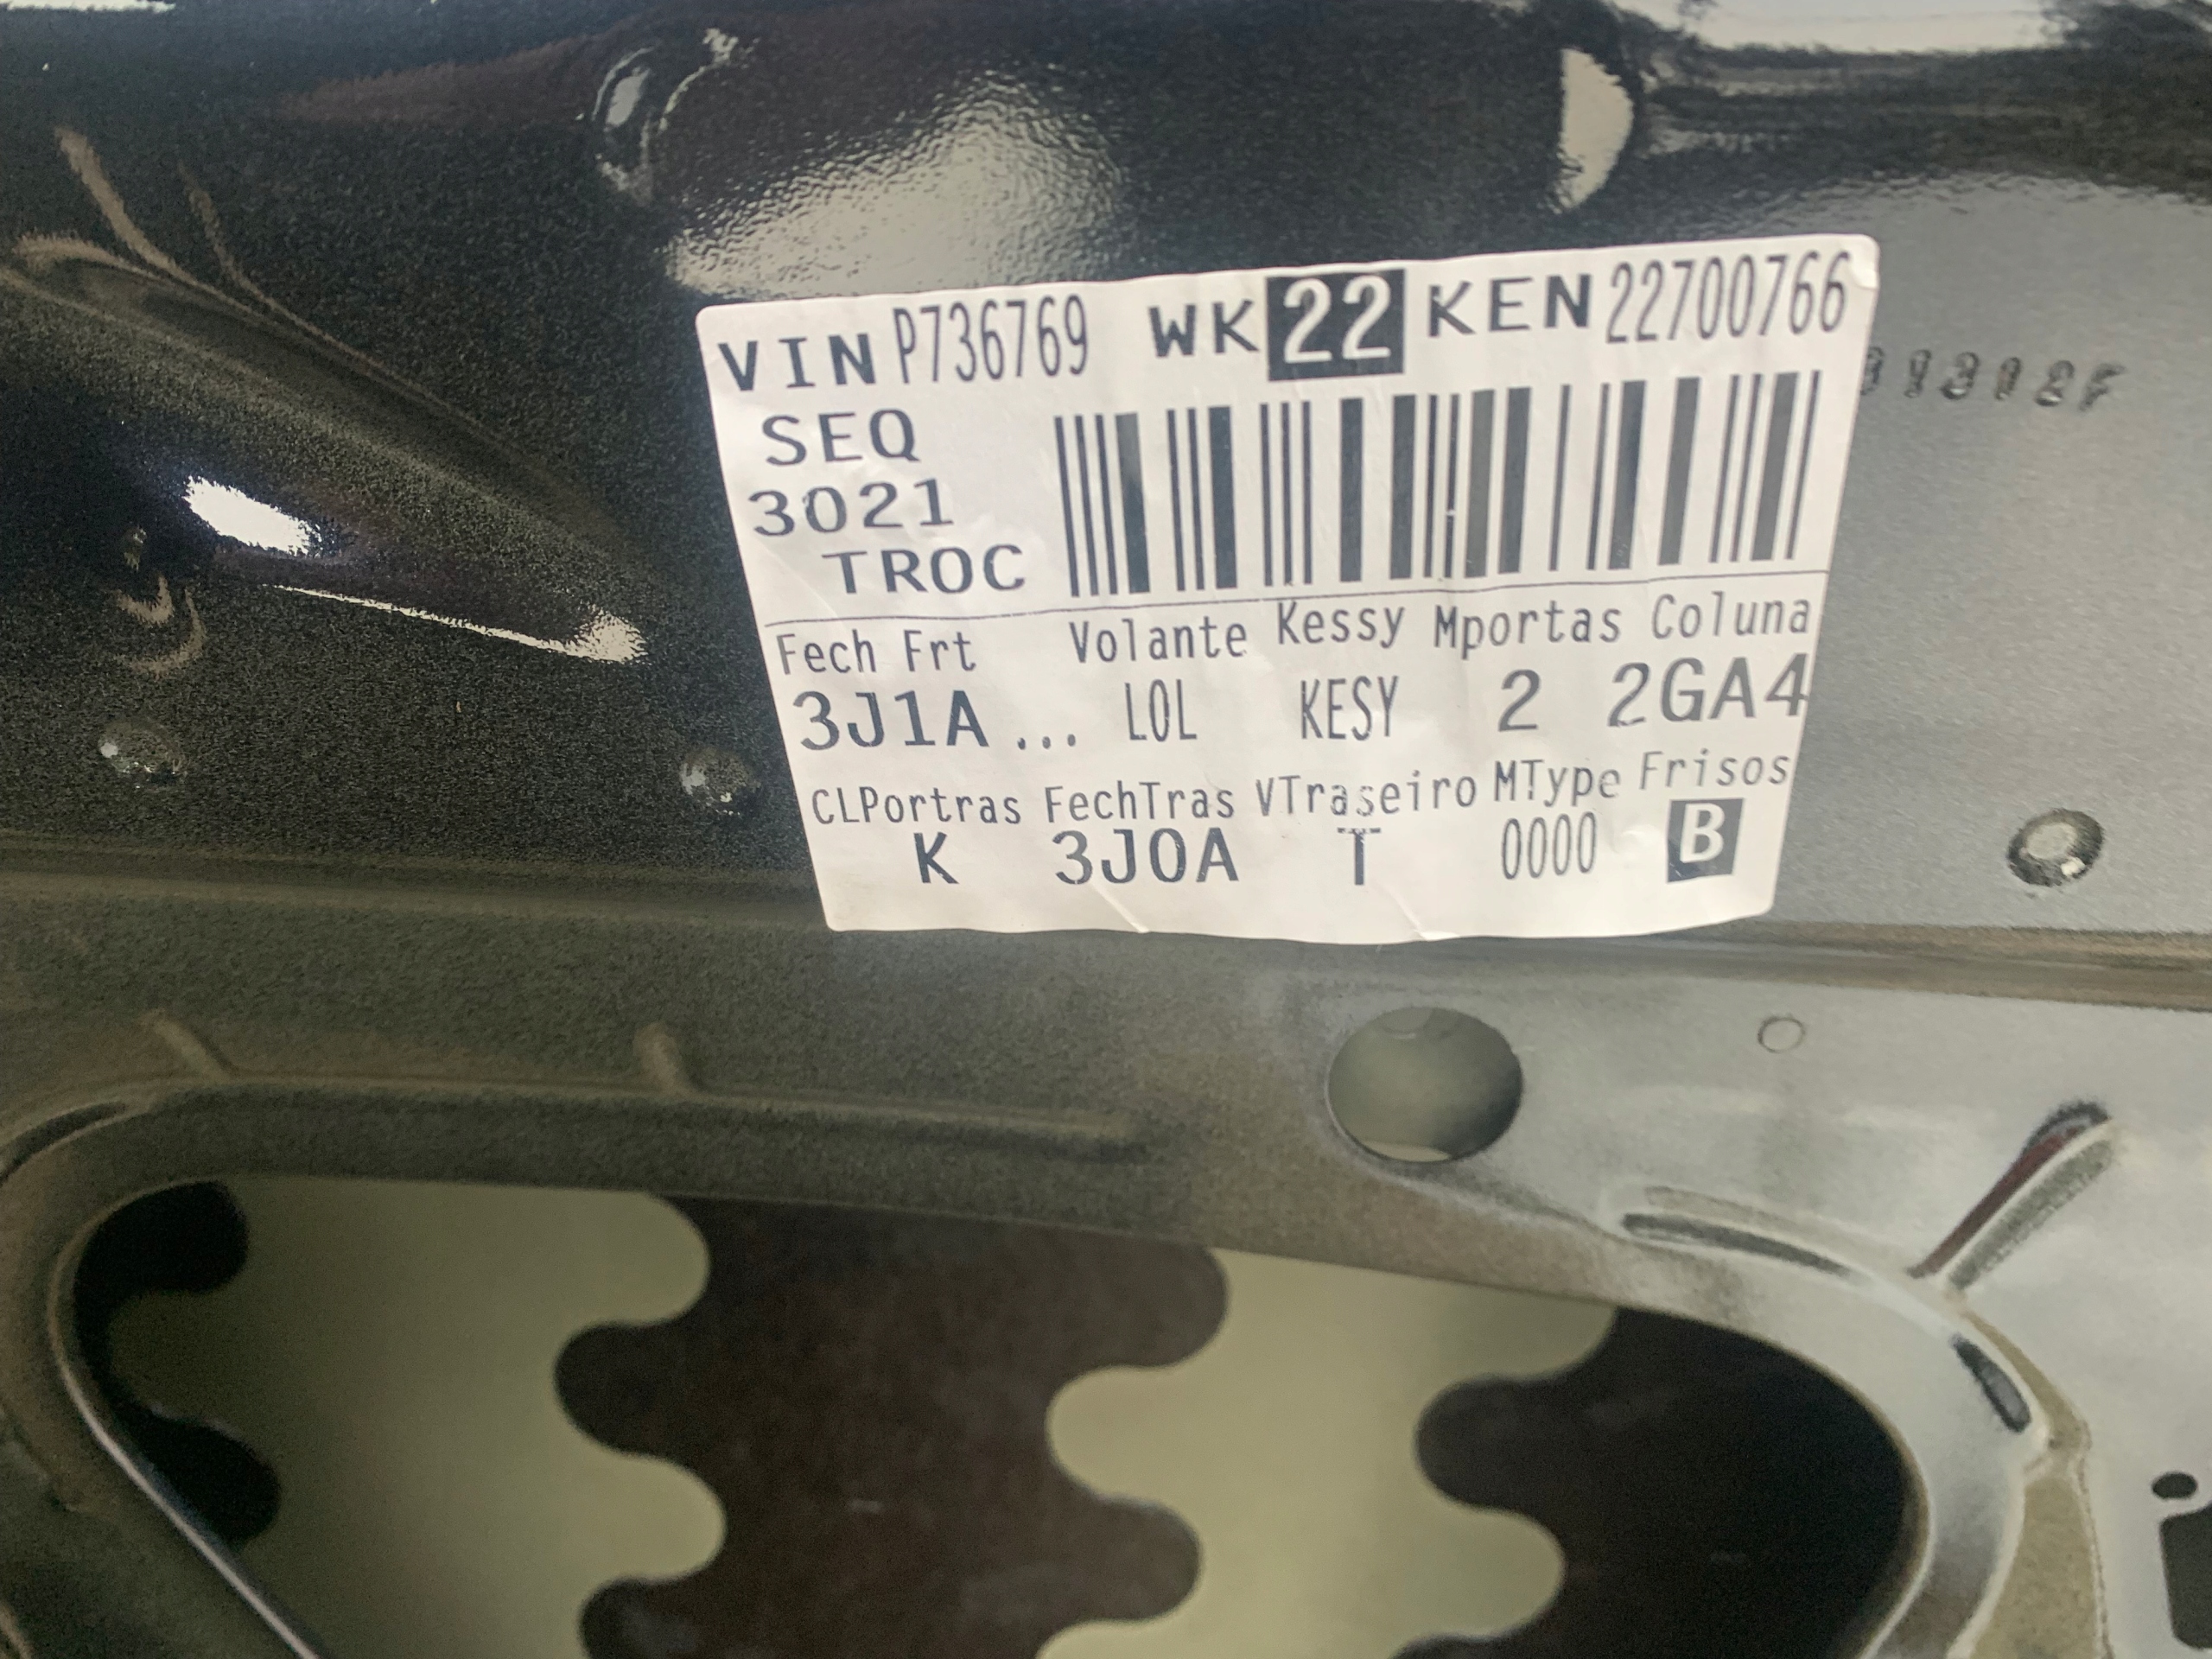 VIN P736769 WK 22 KEN 22700766
SEQ
3021
TROC
Fech Frt Volante Kessy Mportas Coluna
3J1A ... LOL KESY 2 2GA4
CLPortras FechTras VTraseiro MType Frisos
K 3J0A T 0000 B